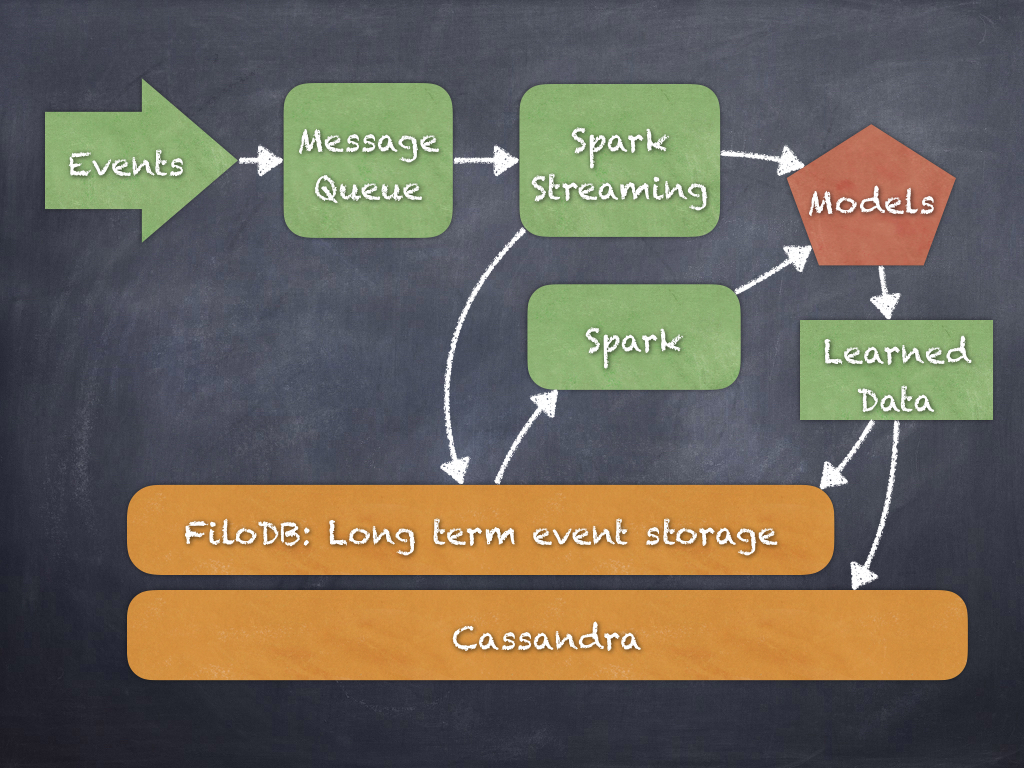 Events
Message
Queue
Spark
Streaming
Models
Spark
Learned
Data
FiloDB: Long term event storage
Cassandra